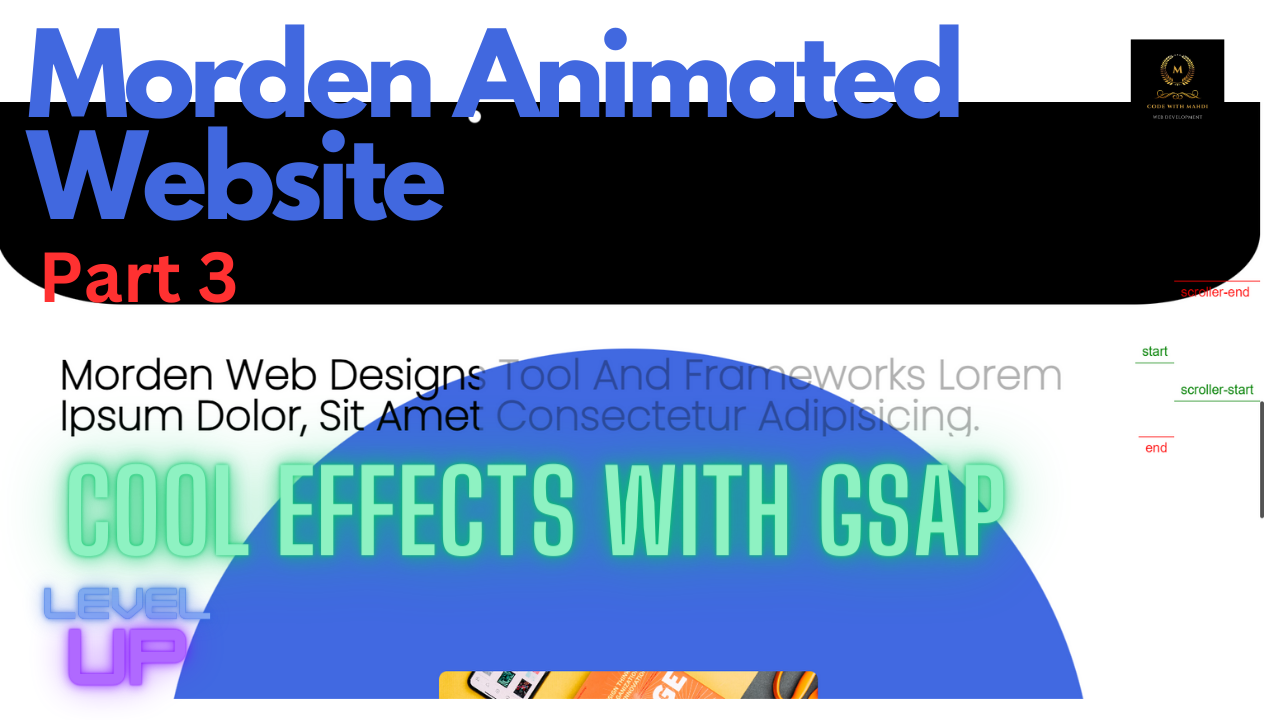 Morden Animated
Website
M
CODE WITH MANDI
WEB DEVELOPMENT
Part 3
scroller-end
start
scroller-start
end
Morden Web Designs Tool And Frameworks Lorem
Ipsum Dolor, Sit Amet Consectetur Adipisicing.
COOL EFFECTS WITH GSAP
LEVEL
UP